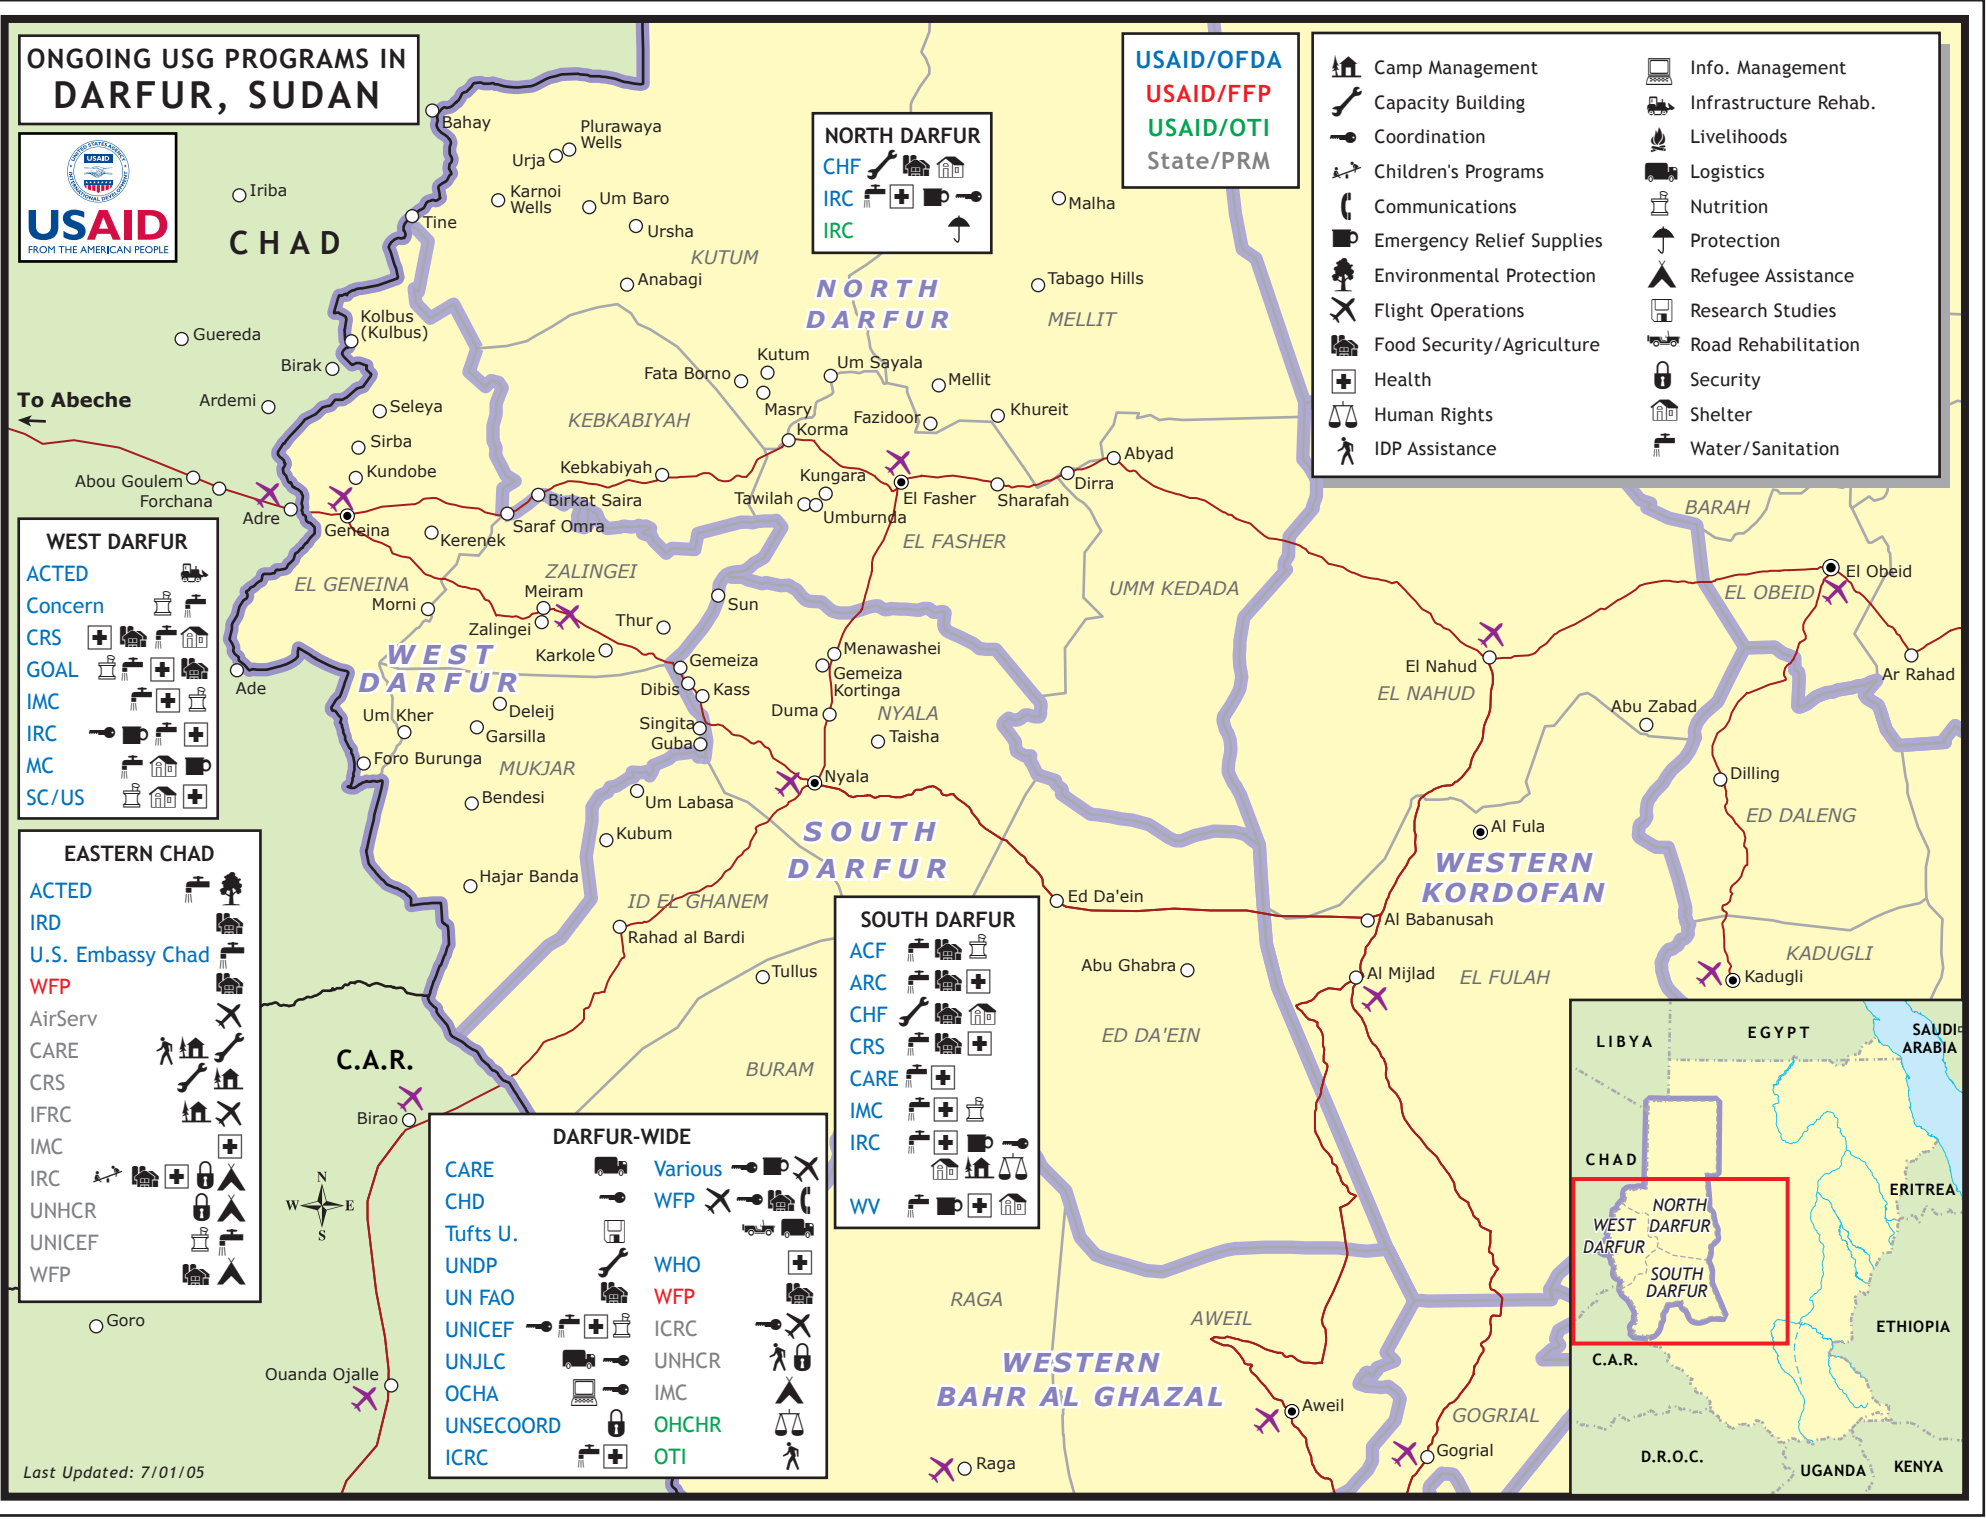 ONGOING USG PROGRAMS IN
DARFUR, SUDAN
UNITED STATES AGENCY
USAID
INTERNATIONAL DEVELOPMENT
USAID
FROM THE AMERICAN PEOPLE
USAID/OFDA
USAID/FFP
USAID/OTI
State/PRM
Camp Management
Capacity Building
Coordination
Children's Programs
Communications
Emergency Relief Supplies
Environmental Protection
Flight Operations
Food Security/Agriculture
Health
Human Rights
IDP Assistance
Info. Management
Infrastructure Rehab.
Livelihoods
Logistics
Nutrition
Protection
Refugee Assistance
Research Studies
Road Rehabilitation
Security
Shelter
Water/Sanitation
NORTH DARFUR
CHF
IRC
IRC
Bahay
Plurawaya
Wells
Urja
Karnoi
Wells
Um Baro
Ursha
Iriba
CHAD
Tine
KUTUM
Anabagi
Malha
Tabago Hills
NORTH
DARFUR
MELLIT
Kolbus
(Kulbus)
Guereda
Birak
Ardemi
To Abeche
Seleya
Sirba
Kundobe
Kutum
Fata Borno
Um Sayala
Mellit
Masry
Fazidoor
Khureit
KEBKABIYAH
Korma
Abou Goulem
Forchana
Adre
Geneina
Kerenek
Kebkabiyah
Birkat Saira
Saraf Omra
Kungara
Tawilah
Umburnda
El Fasher
Sharafah
Dirra
Abyad
EL FASHER
BARAH
El Obeid
EL OBEID
EL GENEINA
ZALINGEI
Meiram
Morni
Zalingei
Thur
Sun
UMM KEDADA
WEST
DARFUR
Karkole
Gemeiza
Menawashei
Gemeiza
Kortinga
Dibis
Kass
Duma
NYALA
Taisha
El Nahud
EL NAHUD
Ar Rahad
Abu Zabad
Ade
Um Kher
Deleij
Garsilla
Singita
Guba
Foro Burunga
MUKJAR
Bendesi
Um Labasa
Nyala
Dilling
Kubum
SOUTH
DARFUR
Al Fula
WESTERN
KORDOFAN
ED DALENG
Hajar Banda
ID EL GHANEM
Rahad al Bardi
Ed Da'ein
Al Babanusah
KADUGLI
Kadugli
Tullus
Abu Ghabra
Al Mijlad
EL FULAH
ED DA'EIN
BURAM
C.A.R.
Birao
WEST DARFUR
ACTED
Concern
CRS
GOAL
IMC
IRC
MC
SC/US
EASTERN CHAD
ACTED
IRD
U.S. Embassy Chad
WFP
AirServ
CARE
CRS
IFRC
IMC
IRC
UNHCR
UNICEF
WFP
SOUTH DARFUR
ACF
ARC
CHF
CRS
CARE
IMC
IRC
WV
DARFUR-WIDE
CARE
CHD
Tufts U.
UNDP
UN FAO
UNICEF
UNJLC
OCHA
UNSECOORD
ICRC
Various
WFP
WHO
WFP
ICRC
UNHCR
IMC
OHCHR
OTI
N
W E
S
Goro
Ouanda Ojalle
RAGA
AWEIL
WESTERN
BAHR AL GHAZAL
Aweil
GOGRIAL
Gogrial
Raga
LIBYA
EGYPT
SAUDI
ARABIA
CHAD
ERITREA
NORTH
DARFUR
WEST
DARFUR
SOUTH
DARFUR
ETHIOPIA
C.A.R.
D.R.O.C.
UGANDA
KENYA
Last Updated: 7/01/05